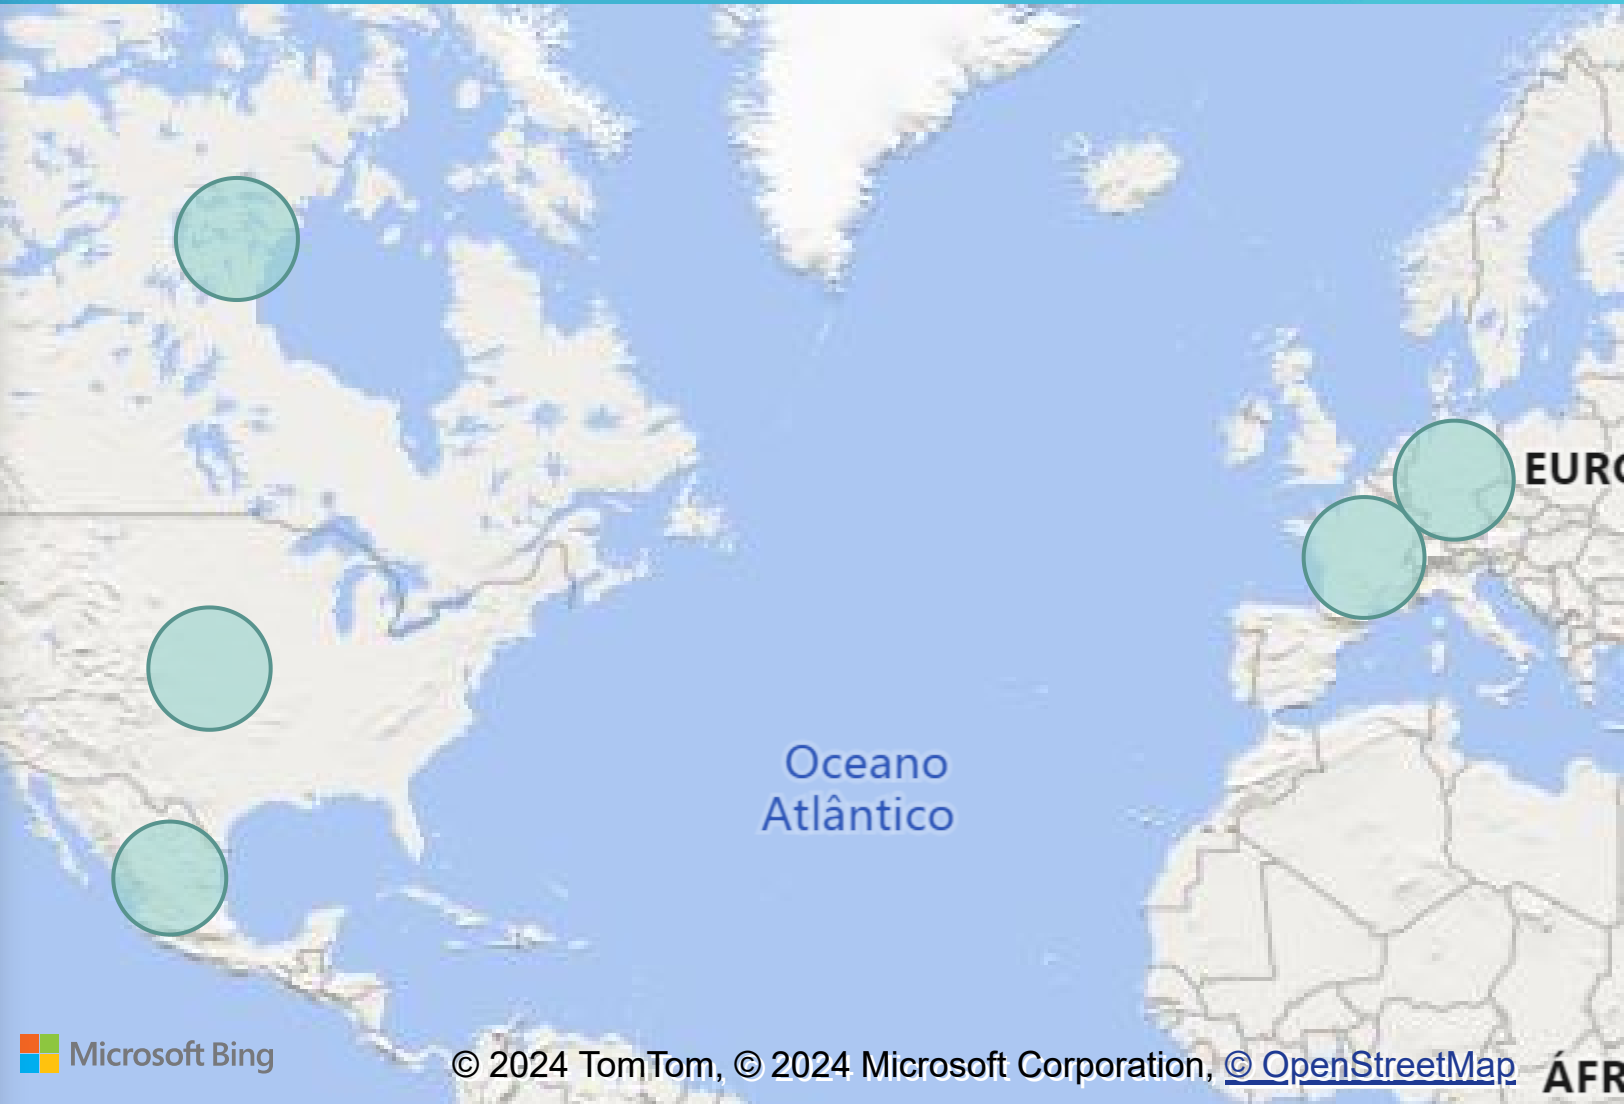 EURO
Oceano
Atlântico
Microsoft Bing
© 2024 TomTom, © 2024 Microsoft Corporation, © OpenStreetMap
ÁFR